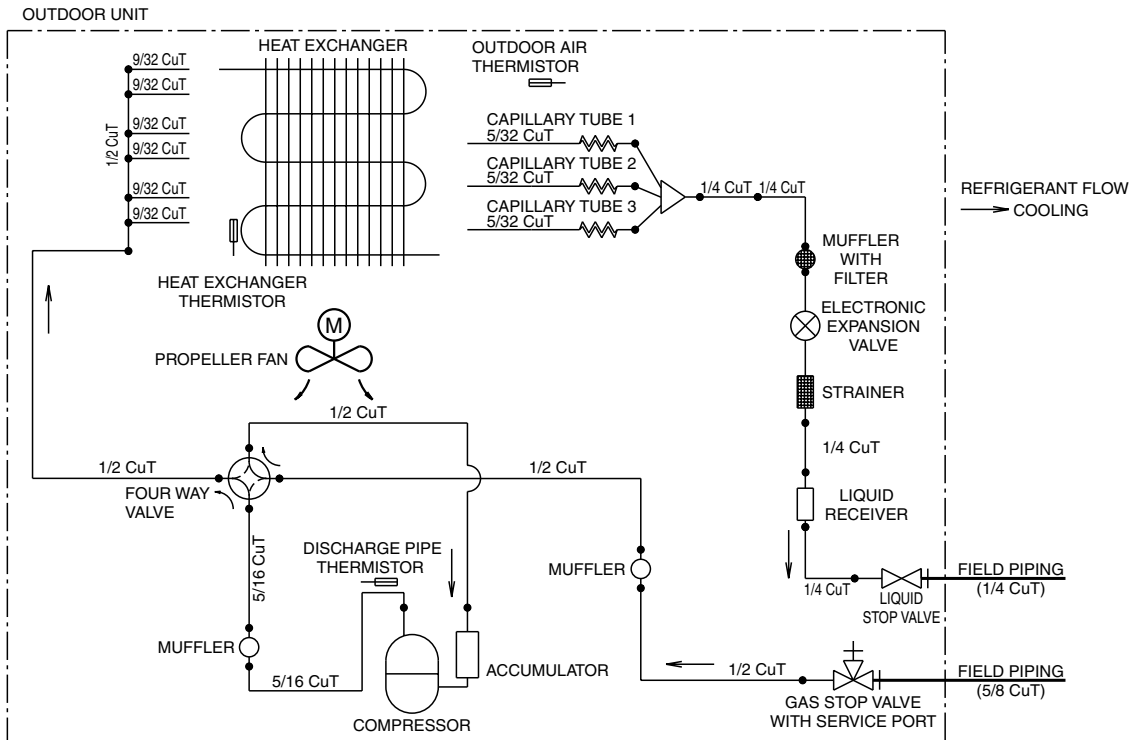 OUTDOOR UNIT
9/32 CuT
9/32 CuT
9/32 CuT
9/32 CuT
9/32 CuT
9/32 CuT
1/2 CuT
HEAT EXCHANGER
OUTDOOR AIR
THERMISTOR
CAPILLARY TUBE 1
5/32 CuT
CAPILLARY TUBE 2
5/32 CuT
CAPILLARY TUBE 3
5/32 CuT
1/4 CuT
1/4 CuT
REFRIGERANT FLOW
COOLING
MUFFLER
WITH
FILTER
HEAT EXCHANGER
THERMISTOR
ELECTRONIC
EXPANSION
VALVE
M
PROPELLER FAN
STRAINER
1/2 CuT
1/4 CuT
1/2 CuT
1/2 CuT
FOUR WAY
VALVE
LIQUID
RECEIVER
5/16 CuT
DISCHARGE PIPE
THERMISTOR
MUFFLER
1/4 CuT
LIQUID
STOP VALVE
FIELD PIPING
(1/4 CuT)
MUFFLER
5/16 CuT
ACCUMULATOR
COMPRESSOR
1/2 CuT
GAS STOP VALVE
WITH SERVICE PORT
FIELD PIPING
(5/8 CuT)